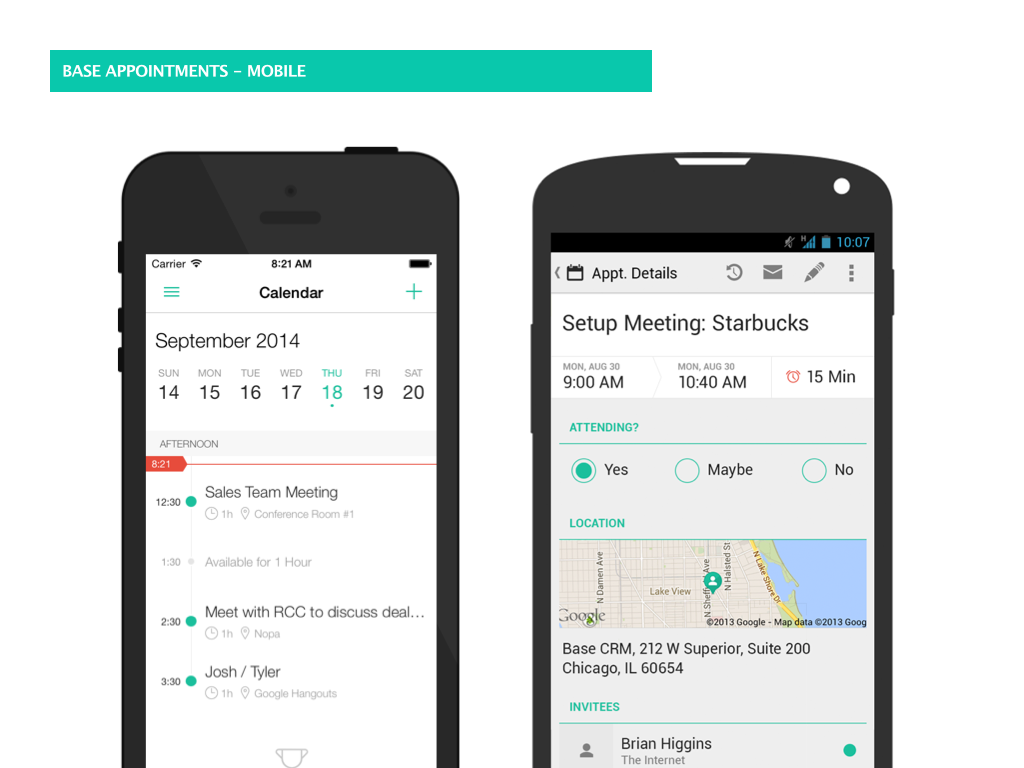 BASE APPOINTMENTS – MOBILE
Carrier 8:21 AM
Calendar
September 2014
SUN MON TUE WED THU FRI SAT
14 15 16 17 18 19 20
AFTERNOON
8:21
12:30 Sales Team Meeting
1h Conference Room #1
1:30 Available for 1 Hour
2:30 Meet with RCC to discuss deal...
1h Nopa
3:30 Josh / Tyler
1h Google Hangouts
H 10:07
Appt. Details
Setup Meeting: Starbucks
MON, AUG 30 MON, AUG 30
9:00 AM 10:40 AM 15 Min
ATTENDING?
Yes Maybe No
LOCATION
N Damen Ave
Lake View
N Sheff Ave
N Halsted St
N Lake Shore Dr
Google
©2013 Google - Map data ©2013 Goog
Base CRM, 212 W Superior, Suite 200
Chicago, IL 60654
INVITEES
Brian Higgins
The Internet